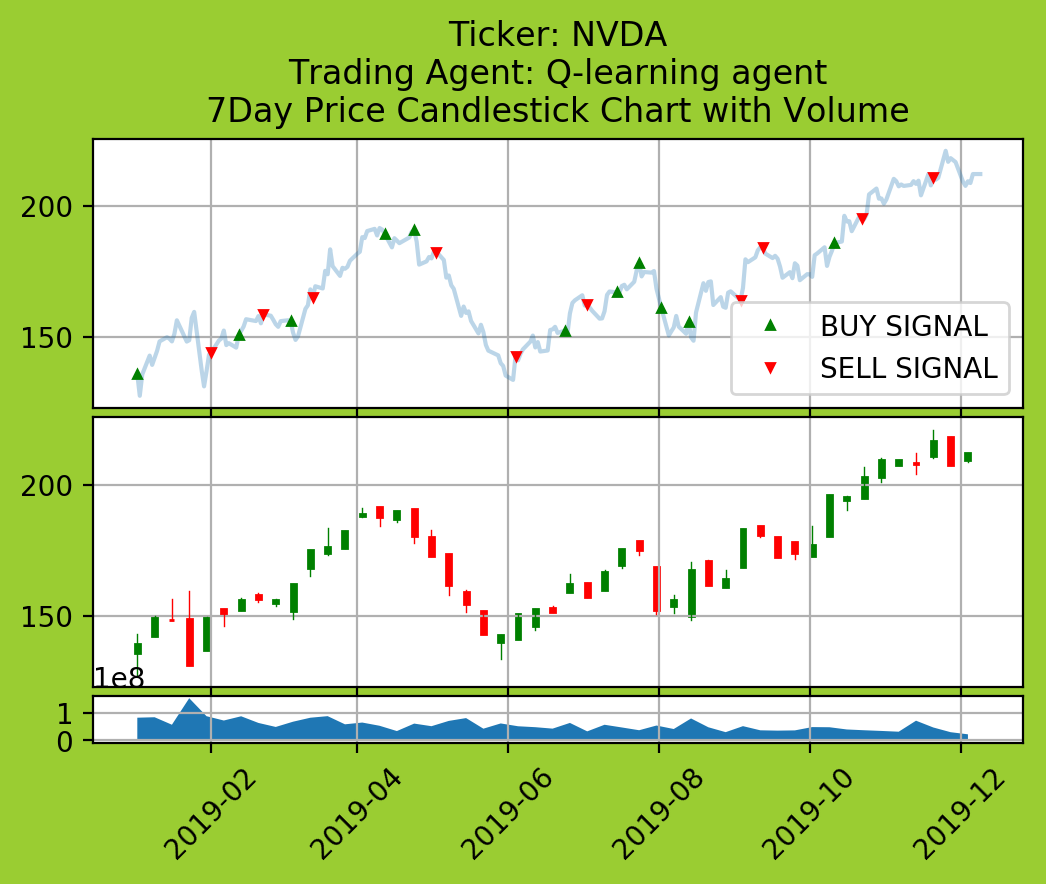 Ticker: NVDA
Trading Agent: Q-learning agent
7Day Price Candlestick Chart with Volume
200
150
BUY SIGNAL
SELL SIGNAL
200
150
1e8
1
0
2019-02
2019-04
2019-06
2019-08
2019-10
2019-12